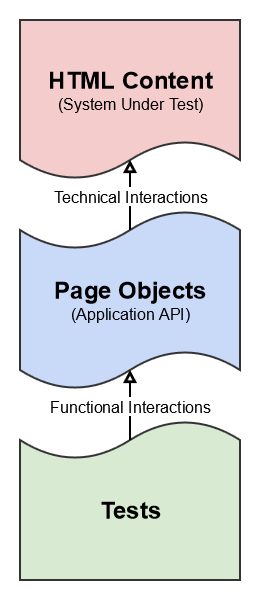 HTML Content
(System Under Test)
Technical Interactions
Page Objects
(Application API)
Functional Interactions
Tests